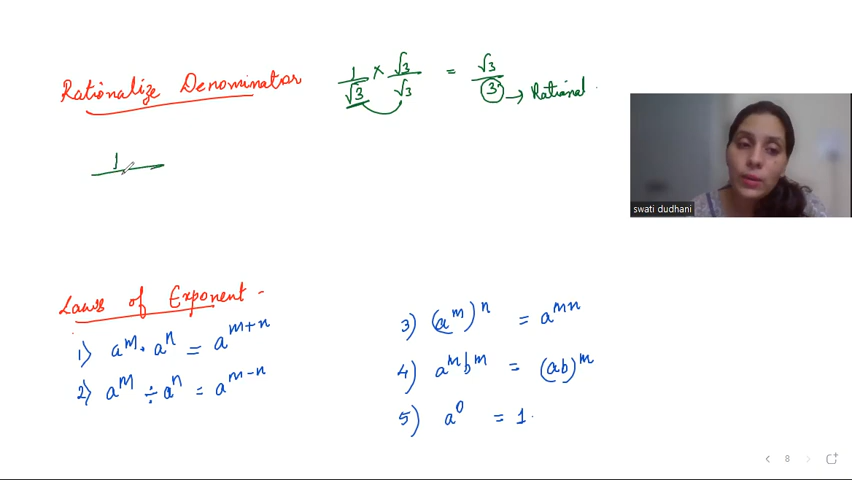 Rationalize Denominator
1/√3 × √3/√3 = √3/3 → Rational
1
swati dudhani
Laws of Exponent -
1) a^m · a^n = a^{m+n}
2) a^m ÷ a^n = a^{m-n}
3) (a^m)^n = a^{mn}
4) a^m b^m = (ab)^m
5) a^0 = 1.
8